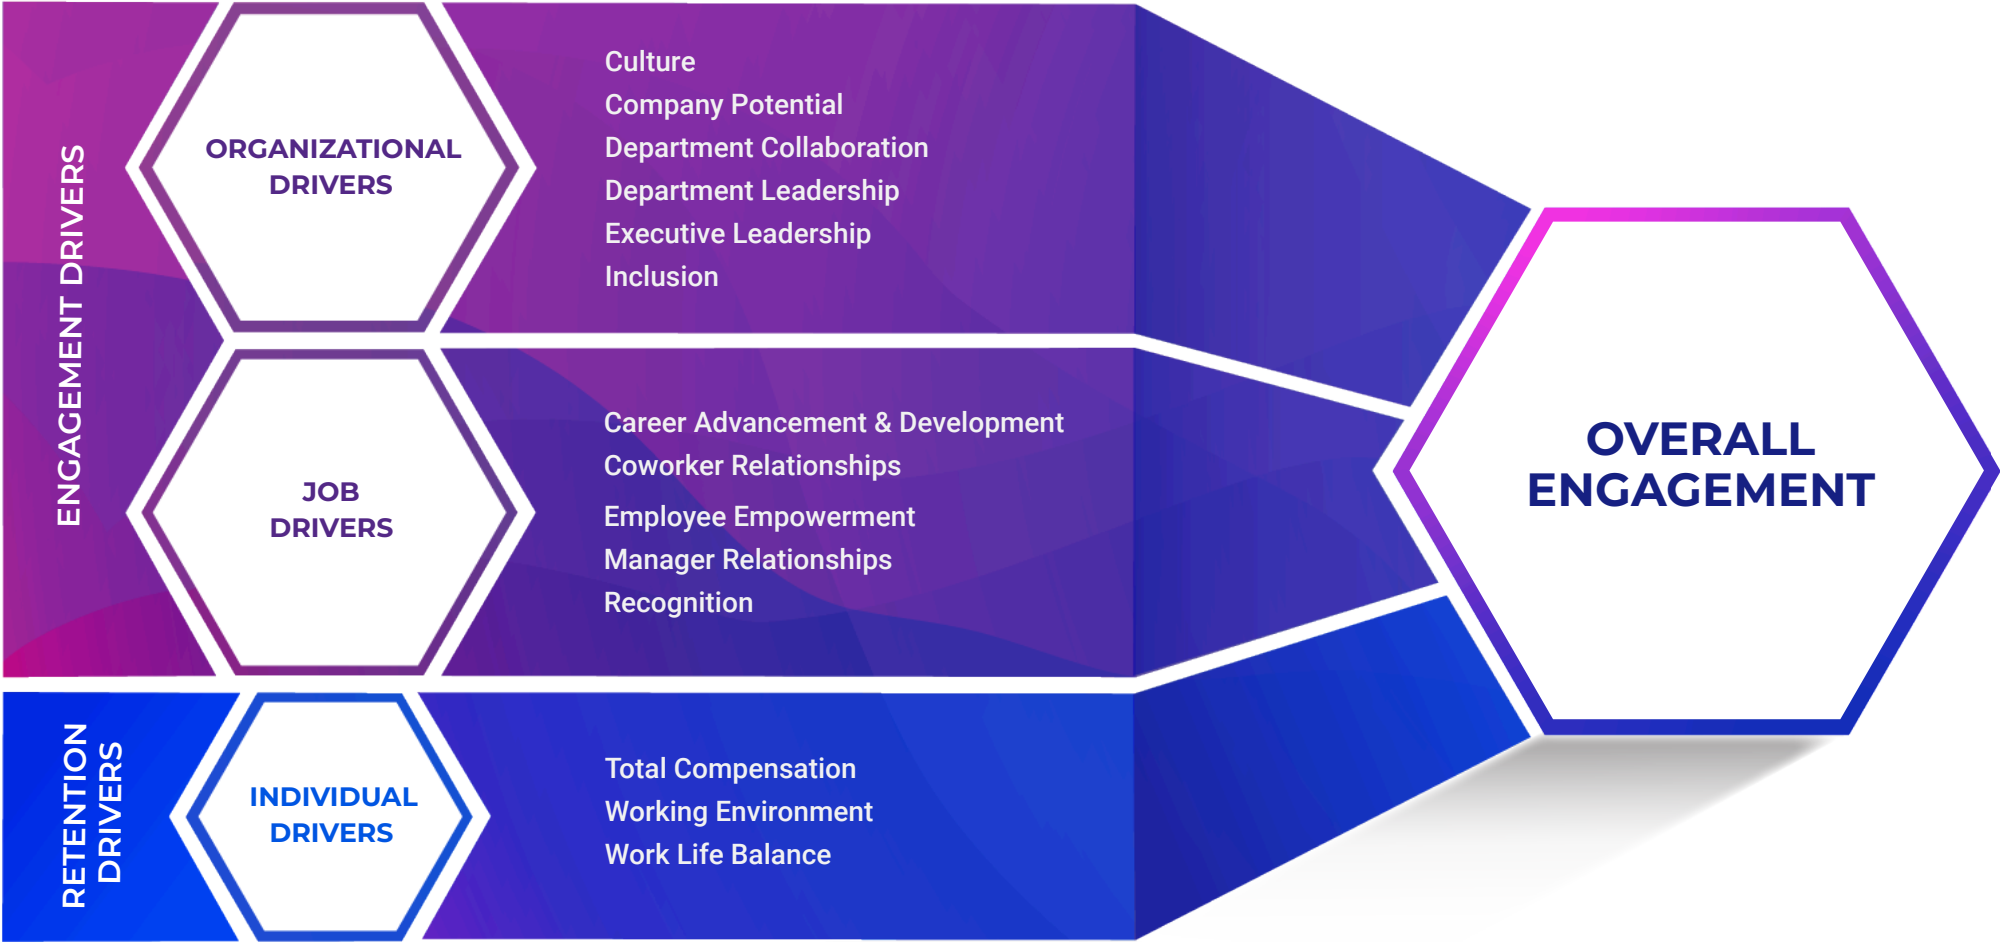 ENGAGEMENT DRIVERS
ORGANIZATIONAL
DRIVERS
Culture
Company Potential
Department Collaboration
Department Leadership
Executive Leadership
Inclusion
JOB
DRIVERS
Career Advancement & Development
Coworker Relationships
Employee Empowerment
Manager Relationships
Recognition
RETENTION
DRIVERS
INDIVIDUAL
DRIVERS
Total Compensation
Working Environment
Work Life Balance
OVERALL
ENGAGEMENT